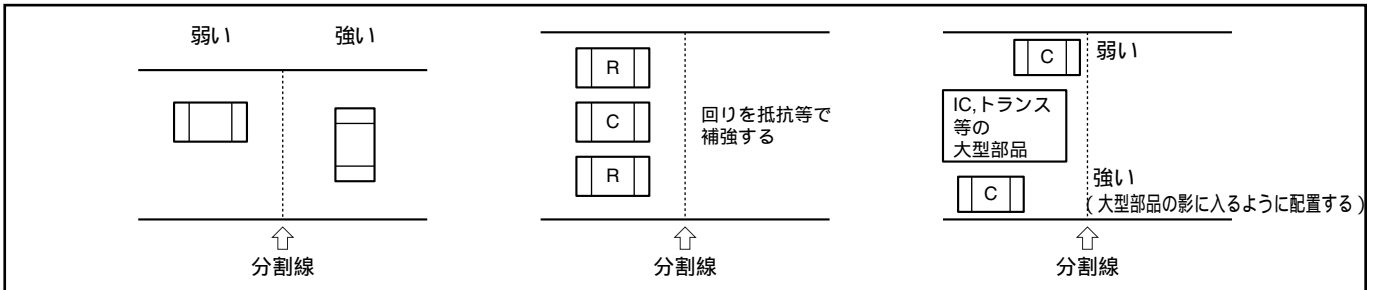 弱い
強い
分割線
R
C
R
回りを抵抗等で
補強する
分割線
C
弱い
IC,トランス
等の
大型部品
C
強い
(大型部品の影に入るように配置する)
分割線